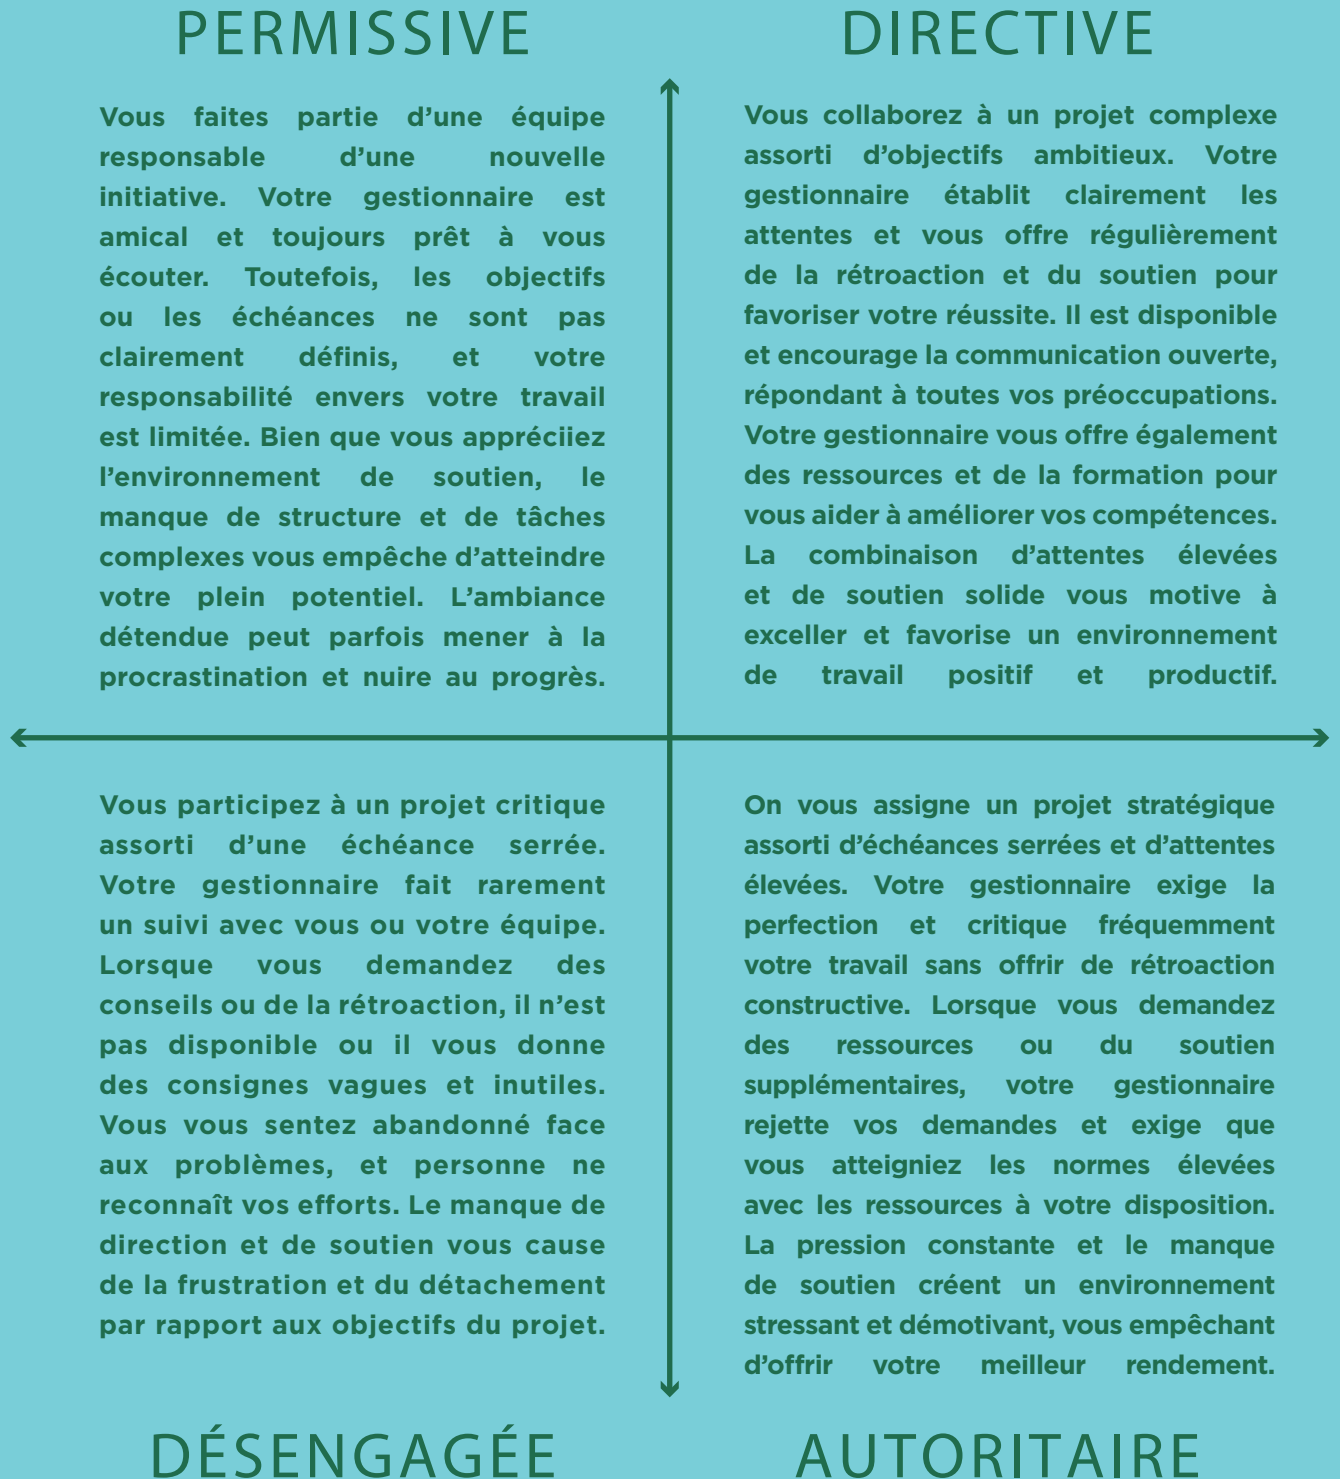 PERMISSIVE
Vous faites partie d’une équipe
responsable d’une nouvelle
initiative. Votre gestionnaire est
amical et toujours prêt à vous
écouter. Toutefois, les objectifs
ou les échéances ne sont pas
clairement définis, et votre
responsabilité envers votre travail
est limitée. Bien que vous appréciiez
l’environnement de soutien, le
manque de structure et de tâches
complexes vous empêche d’atteindre
votre plein potentiel. L’ambiance
détendue peut parfois mener à la
procrastination et nuire au progrès.
DIRECTIVE
Vous collaborez à un projet complexe
assorti d’objectifs ambitieux. Votre
gestionnaire établit clairement les
attentes et vous offre régulièrement
de la rétroaction et du soutien pour
favoriser votre réussite. Il est disponible
et encourage la communication ouverte,
répondant à toutes vos préoccupations.
Votre gestionnaire vous offre également
des ressources et de la formation pour
vous aider à améliorer vos compétences.
La combinaison d’attentes élevées
et de soutien solide vous motive à
exceller et favorise un environnement
de travail positif et productif.
Vous participez à un projet critique
assorti d’une échéance serrée.
Votre gestionnaire fait rarement
un suivi avec vous ou votre équipe.
Lorsque vous demandez des
conseils ou de la rétroaction, il n’est
pas disponible ou il vous donne
des consignes vagues et inutiles.
Vous vous sentez abandonné face
aux problèmes, et personne ne
reconnaît vos efforts. Le manque de
direction et de soutien vous cause
de la frustration et du détachement
par rapport aux objectifs du projet.
DÉSENGAGÉE
On vous assigne un projet stratégique
assorti d’échéances serrées et d’attentes
élevées. Votre gestionnaire exige la
perfection et critique fréquemment
votre travail sans offrir de rétroaction
constructive. Lorsque vous demandez
des ressources ou du soutien
supplémentaires, votre gestionnaire
rejette vos demandes et exige que
vous atteigniez les normes élevées
avec les ressources à votre disposition.
La pression constante et le manque
de soutien créent un environnement
stressant et démotivant, vous empêchant
d’offrir votre meilleur rendement.
AUTORITAIRE